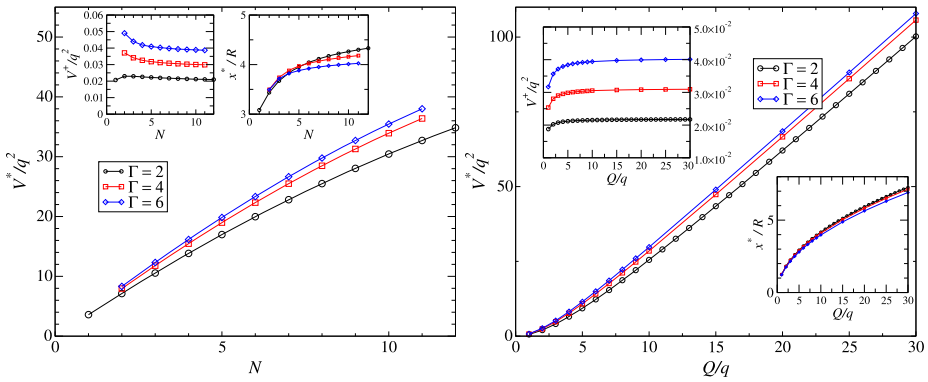 V*/q²
50
40
30
20
10
0
0
5
10
N
Γ = 2
Γ = 4
Γ = 6
V⁺/q²
0.06
0.05
0.04
0.03
0.02
0.01
0
0
5
10
N
x* / R
5
4
3
0
5
10
N
V*/q²
100
50
0
0
5
10
15
20
25
30
Q/q
Γ = 2
Γ = 4
Γ = 6
V⁺/q²
5.0×10⁻²
4.0×10⁻²
3.0×10⁻²
2.0×10⁻²
1.0×10⁻²
0
5
10
15
20
25
30
Q/q
x* / R
5
0
0
10
20
30
Q/q